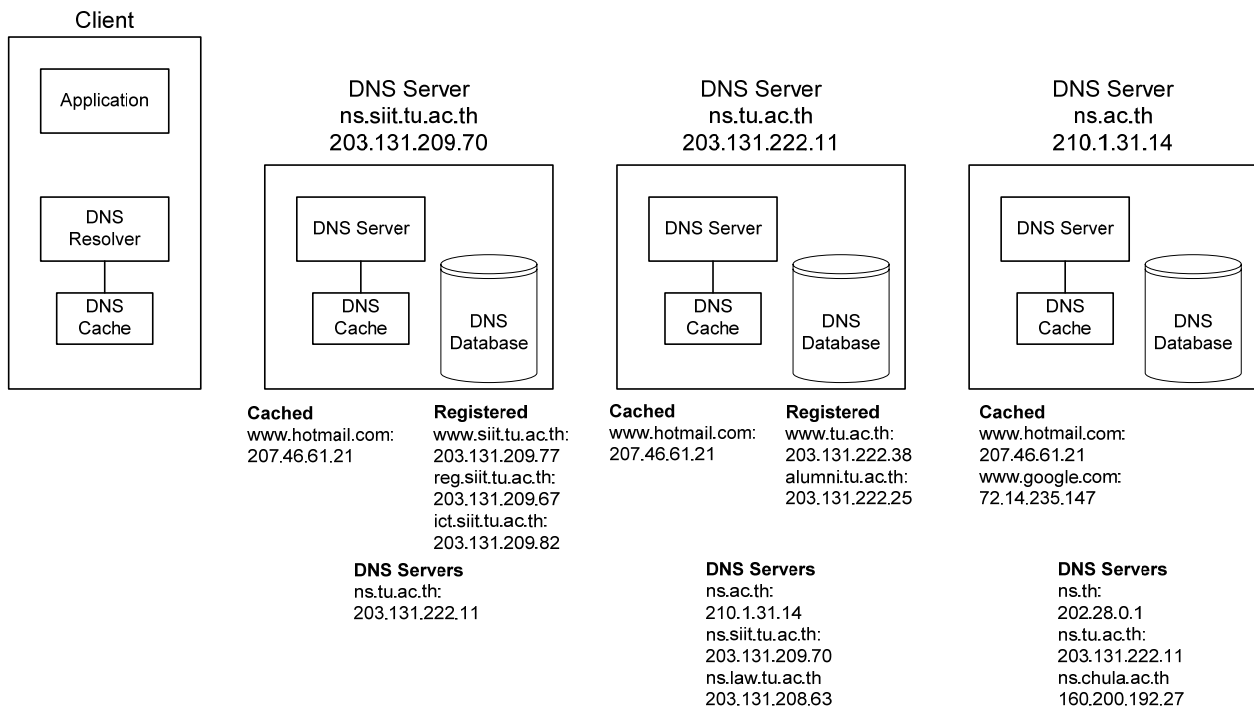 Client
Application
DNS
Resolver
DNS
Cache
DNS Server
ns.siit.tu.ac.th
203.131.209.70
DNS Server
DNS
Cache
DNS
Database
Cached
www.hotmail.com:
207.46.61.21
Registered
www.siit.tu.ac.th:
203.131.209.77
reg.siit.tu.ac.th:
203.131.209.67
ict.siit.tu.ac.th:
203.131.209.82
DNS Servers
ns.tu.ac.th:
203.131.222.11
DNS Server
ns.tu.ac.th
203.131.222.11
DNS Server
DNS
Cache
DNS
Database
Cached
www.hotmail.com:
207.46.61.21
Registered
www.tu.ac.th:
203.131.222.38
alumni.tu.ac.th:
203.131.222.25
DNS Servers
ns.ac.th:
210.1.31.14
ns.siit.tu.ac.th:
203.131.209.70
ns.law.tu.ac.th
203.131.208.63
DNS Server
ns.ac.th
210.1.31.14
DNS Server
DNS
Cache
DNS
Database
Cached
www.hotmail.com:
207.46.61.21
www.google.com:
72.14.235.147
DNS Servers
ns.th:
202.28.0.1
ns.tu.ac.th:
203.131.222.11
ns.chula.ac.th
160.200.192.27